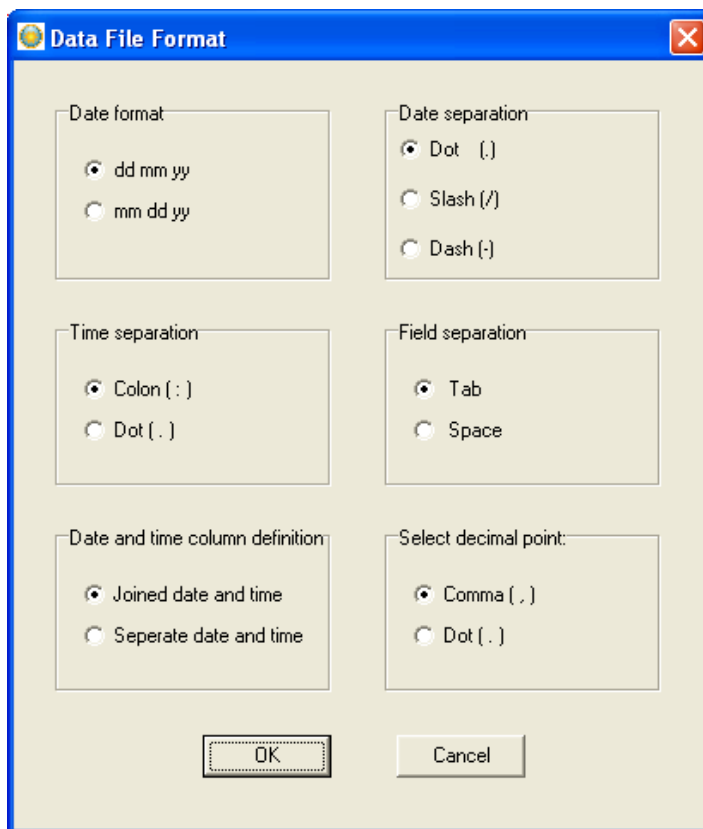 Data File Format
Date format
dd mm yy
mm dd yy
Date separation
Dot (.)
Slash (/)
Dash (-)
Time separation
Colon ( : )
Dot ( . )
Field separation
Tab
Space
Date and time column definition
Joined date and time
Seperate date and time
Select decimal point:
Comma ( , )
Dot ( . )
OK
Cancel